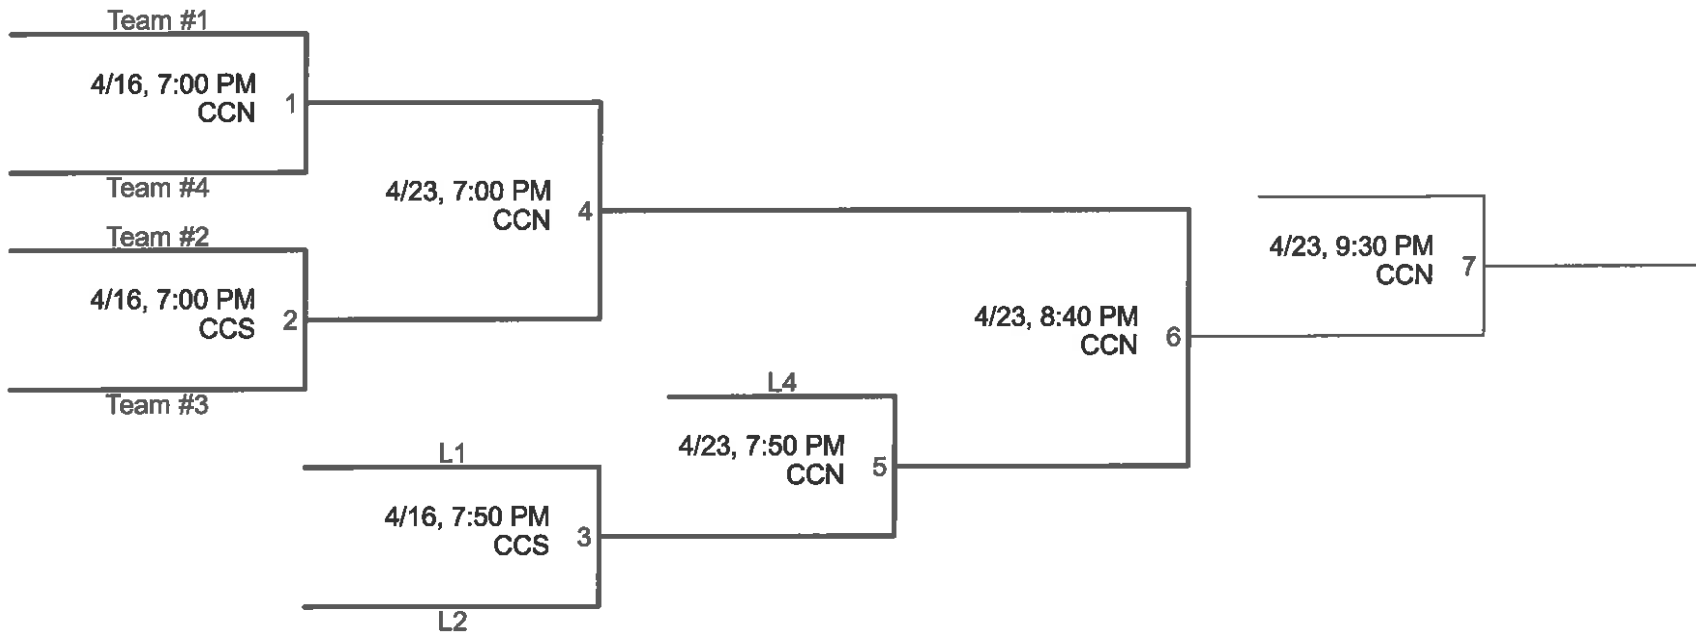 Team #1
4/16, 7:00 PM
CCN
1
Team #4
4/23, 7:00 PM
CCN
4
Team #2
4/16, 7:00 PM
CCS
2
Team #3
4/23, 9:30 PM
CCN
7
4/23, 8:40 PM
CCN
6
L4
4/23, 7:50 PM
CCN
5
L1
4/16, 7:50 PM
CCS
3
L2